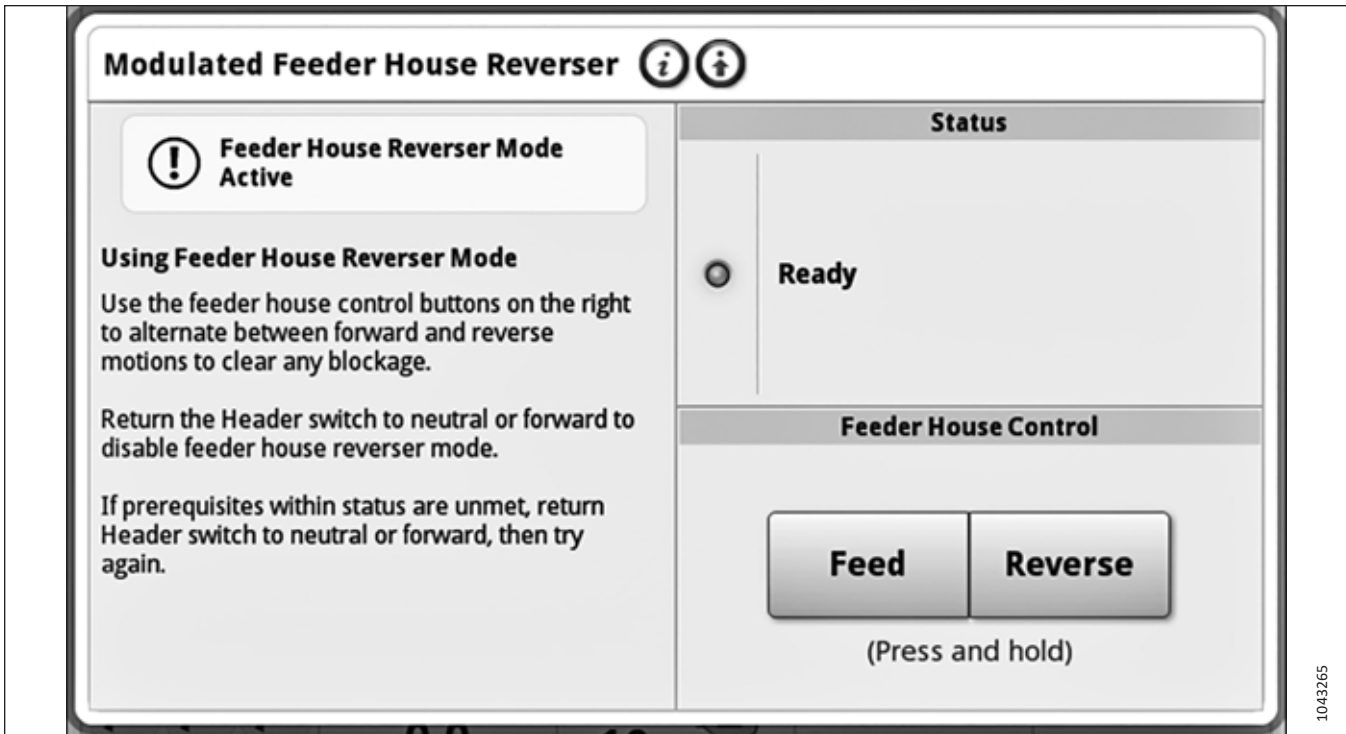 Modulated Feeder House Reverser
Feeder House Reverser Mode
Active
Using Feeder House Reverser Mode
Use the feeder house control buttons on the right
to alternate between forward and reverse
motions to clear any blockage.
Return the Header switch to neutral or forward to
disable feeder house reverser mode.
If prerequisites within status are unmet, return
Header switch to neutral or forward, then try
again.
Status
Ready
Feeder House Control
Feed
Reverse
(Press and hold)
1043265